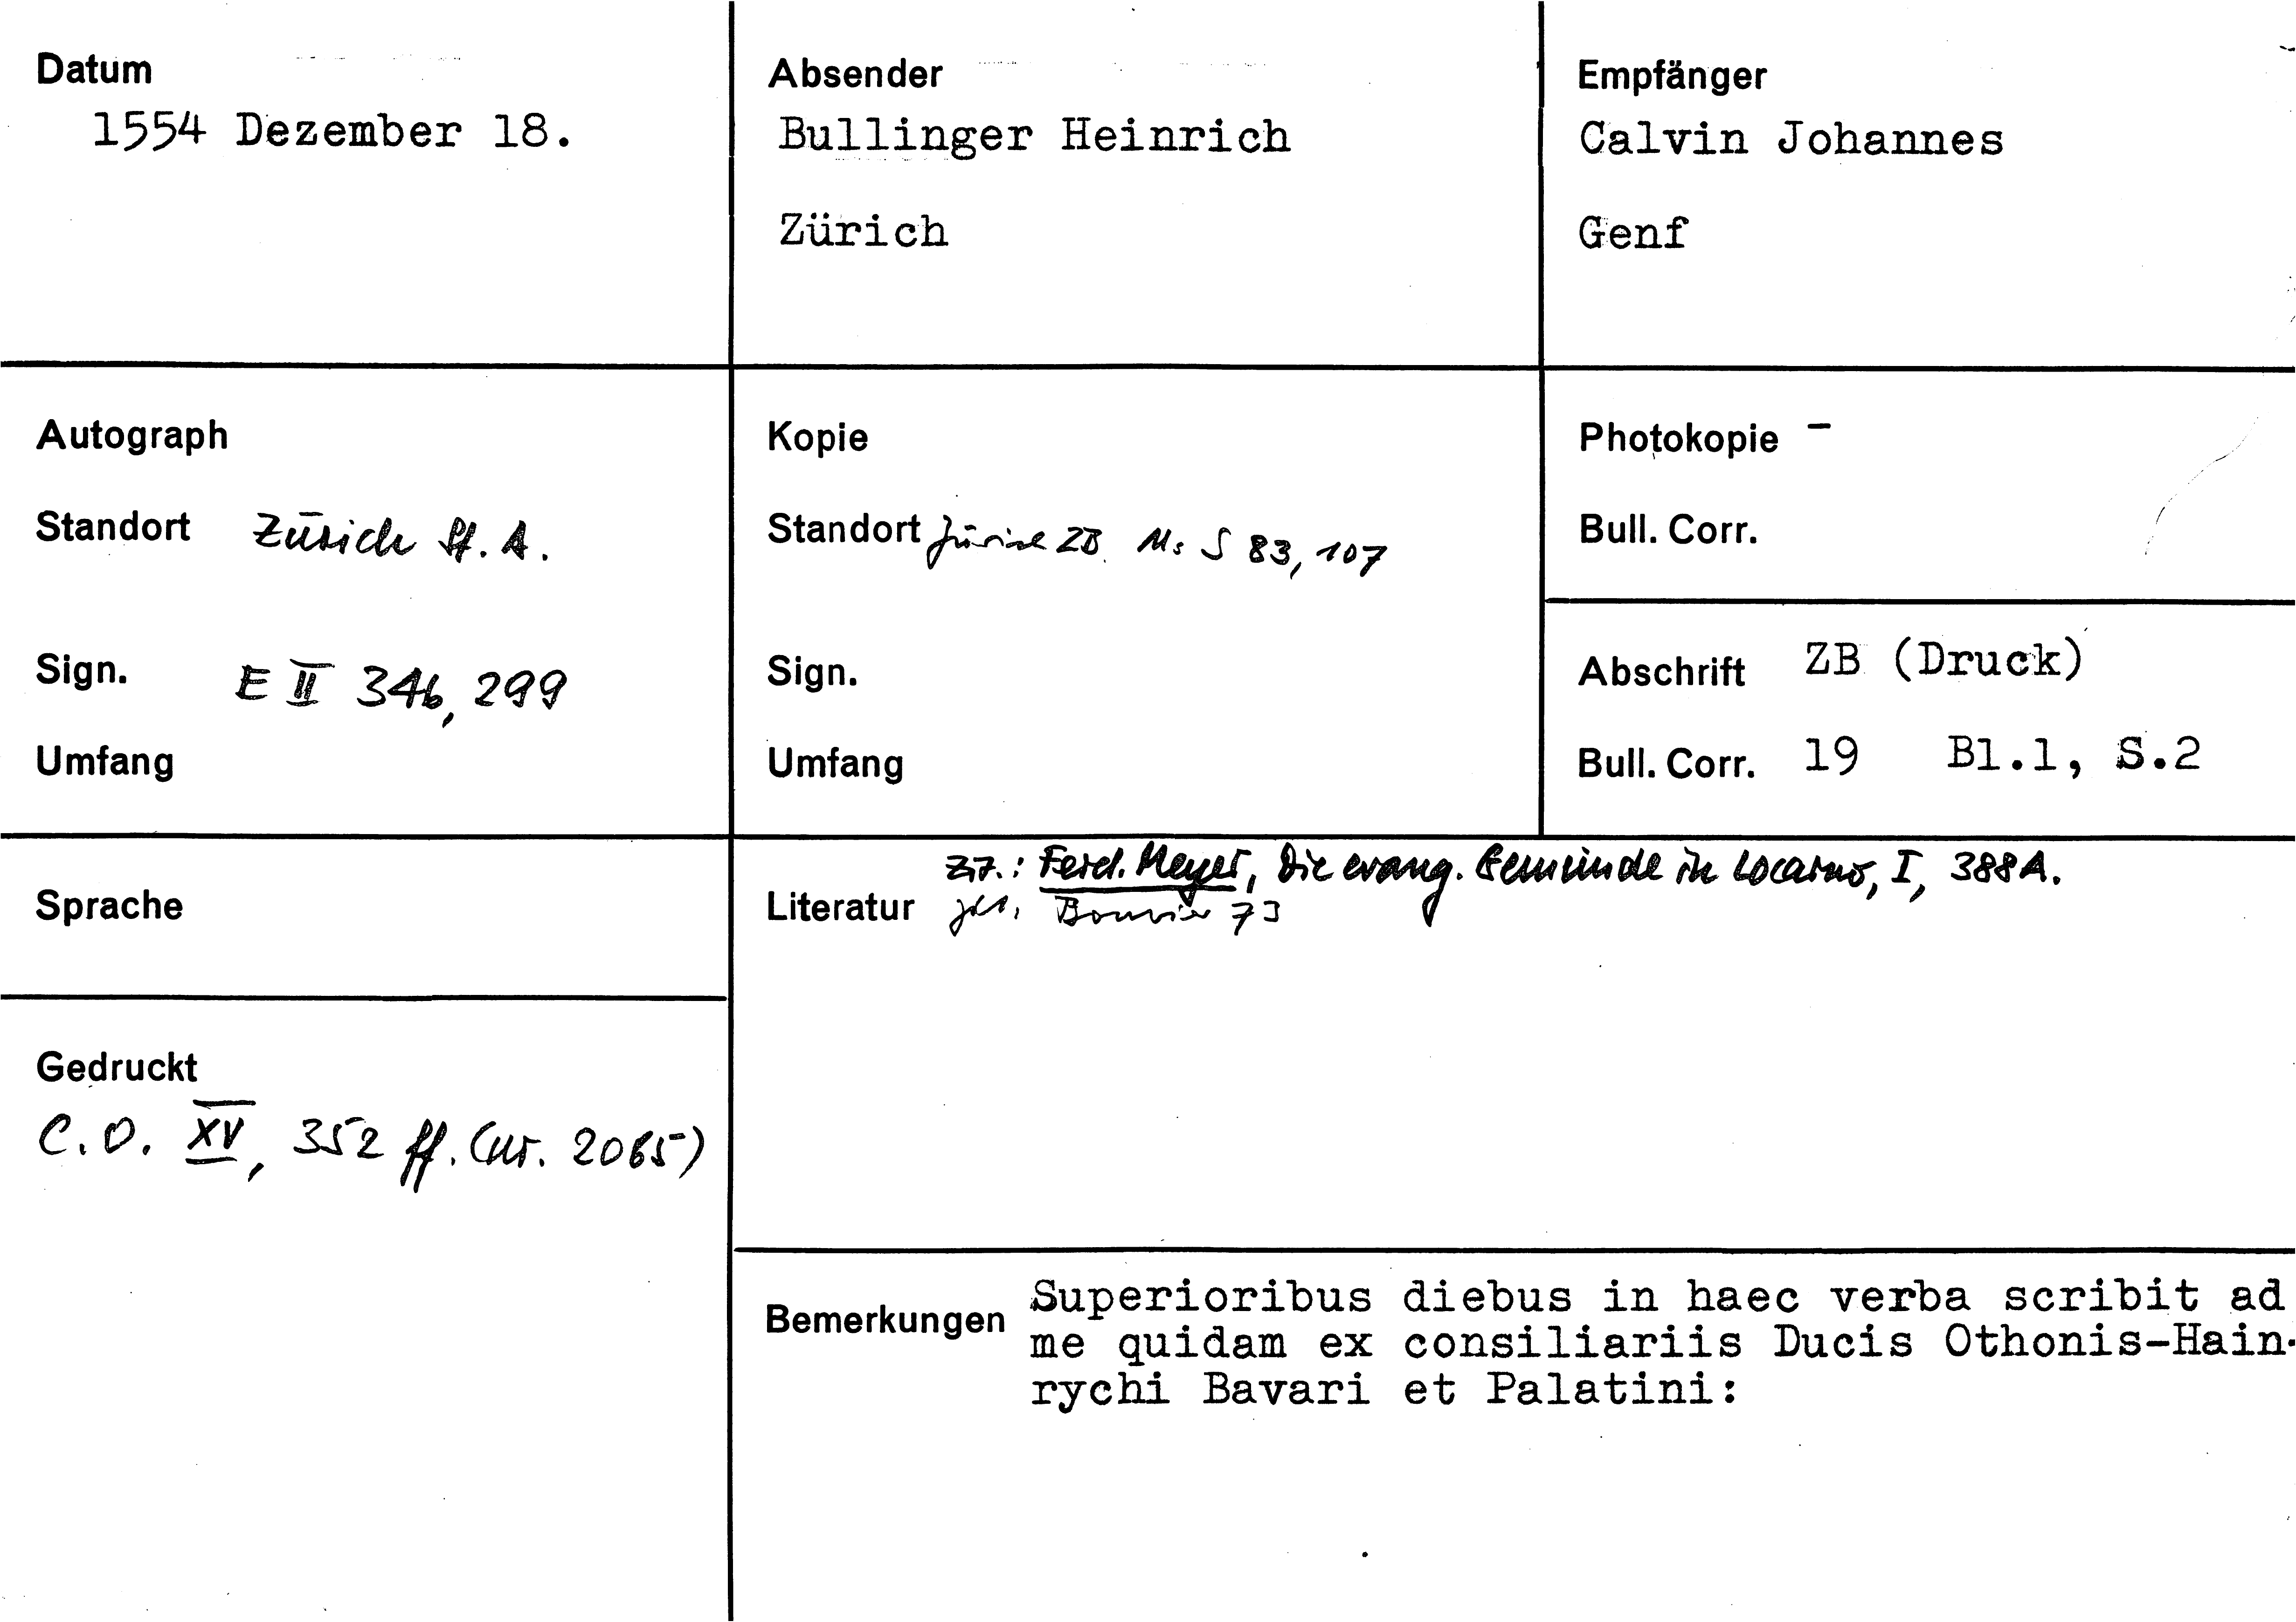 Datum
1554 Dezember 18.
Absender
Bullinger Heinrich
Zürich
Empfänger
Calvin Johannes
Genf
Autograph
Standort Zürich St. A.
Sign. E II 346, 299
Umfang
Kopie
Standort Zürich ZB. Ms S 83, 107
Sign.
Umfang
Photokopie -
Bull. Corr.
Abschrift ZB (Druck)
Bull. Corr. 19 Bl.1, S.2
Sprache
Gedruckt
C.O. XV, 352 ff. (nr. 2065)
Zit.: Ferd. Meyer, Die evang. Gemeinde in Locarno, I, 388 A.
Literatur Bouvier 73
Bemerkungen Superioribus diebus in haec verba scribit ad
me quidam ex consiliariis Ducis Othonis-Hain-
rychi Bavari et Palatini: